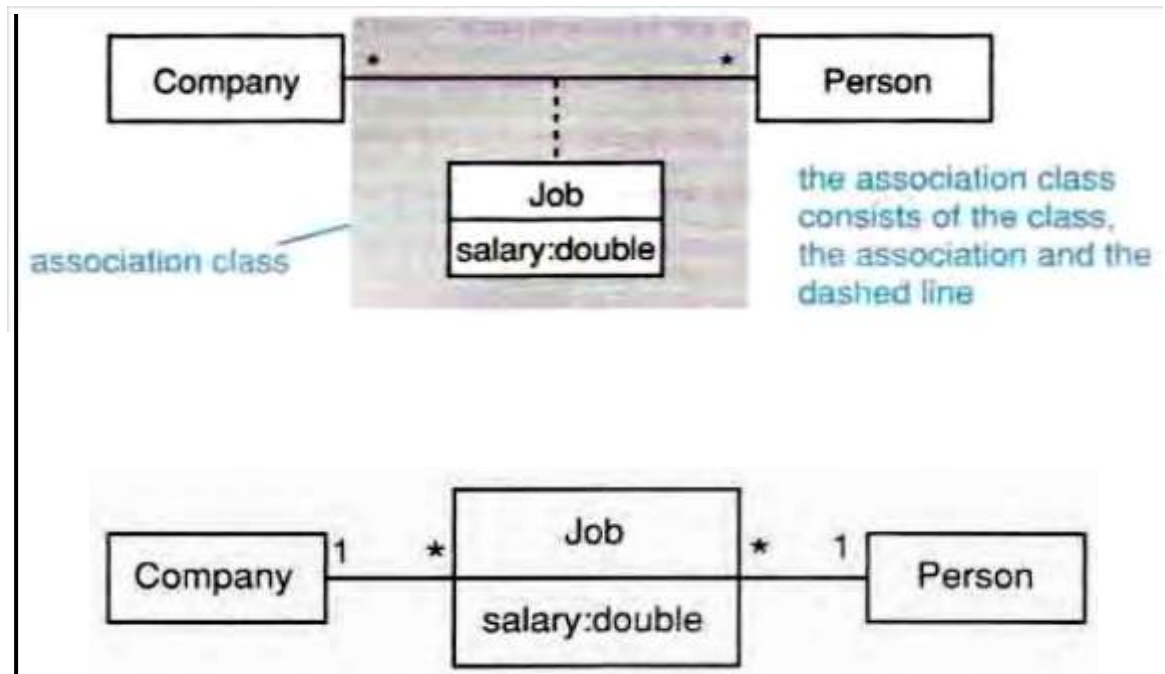 Company
*
*
Person
Job
salary:double
association class
the association class
consists of the class,
the association and the
dashed line
Company
1
*
Job
salary:double
*
1
Person